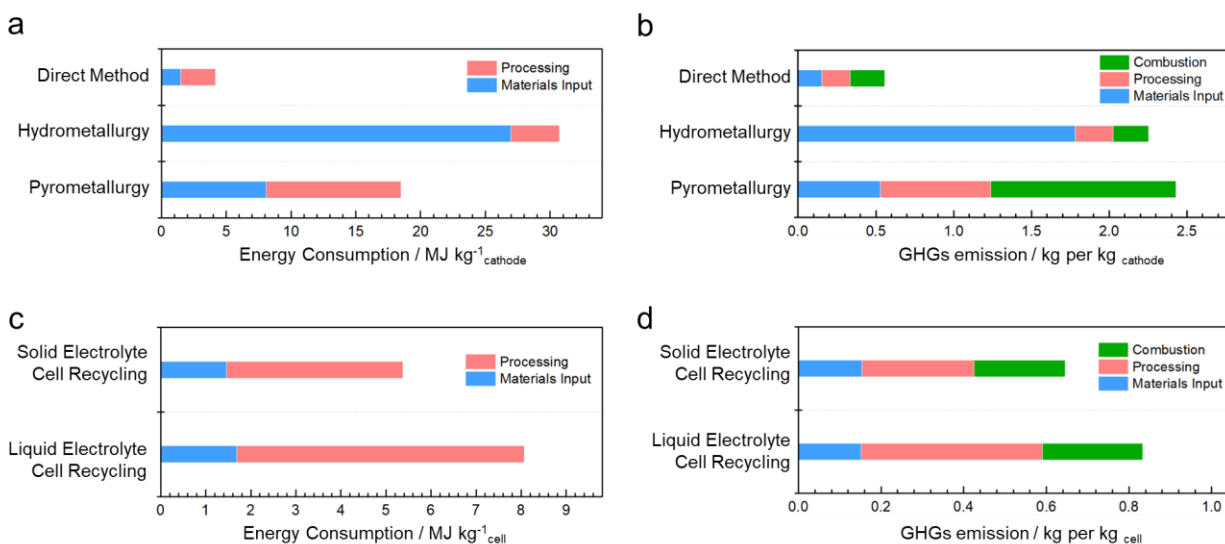 a
Direct Method
Hydrometallurgy
Pyrometallurgy
Processing
Materials Input
0 5 10 15 20 25 30
Energy Consumption / MJ kg⁻¹ cathode
b
Direct Method
Hydrometallurgy
Pyrometallurgy
Combustion
Processing
Materials Input
0.0 0.5 1.0 1.5 2.0 2.5
GHGs emission / kg per kg cathode
c
Solid Electrolyte
Cell Recycling
Liquid Electrolyte
Cell Recycling
Processing
Materials Input
0 1 2 3 4 5 6 7 8 9
Energy Consumption / MJ kg⁻¹ cell
d
Solid Electrolyte
Cell Recycling
Liquid Electrolyte
Cell Recycling
Combustion
Processing
Materials Input
0.0 0.2 0.4 0.6 0.8 1.0
GHGs emission / kg per kg cell